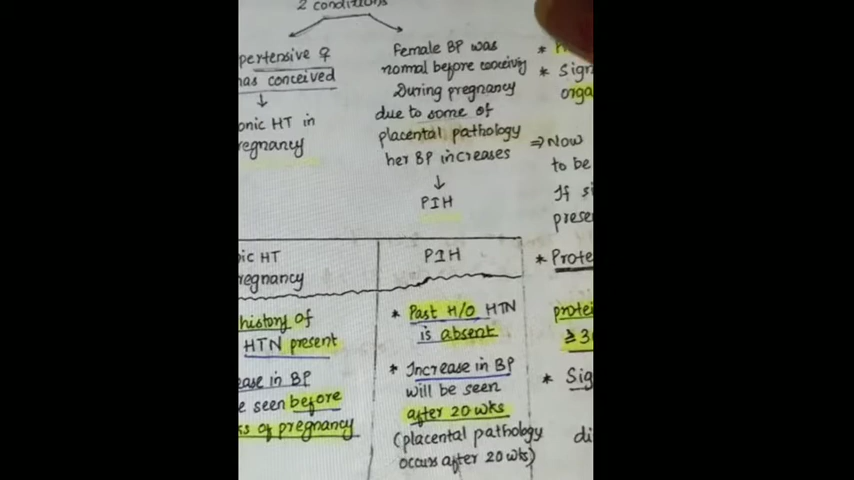 2 conditions
pertensive ♀
has conceived
↓
onic HT in
regnancy
Female BP was
normal before conceiving
During pregnancy
due to some of
placental pathology
her BP increases
↓
PIH
* Sign
orga
⇒ Now
to be
If si
prese
* Prote
protei
≥3
* Sig
di
ic HT
regnancy
history of
HTN present
ease in BP
e seen before
ks of pregnancy
PIH
* Past H/O HTN
is absent
* Increase in BP
will be seen
after 20 wks
(placental pathology
occurs after 20 wks)